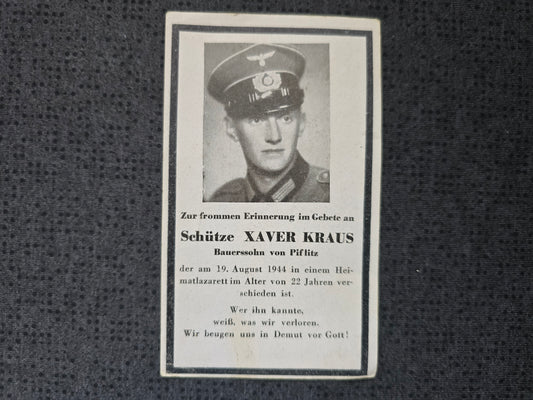 Zur frommen Erinnerung im Gebete an
Schütze XAVER KRAUS
Bauerssohn von Piflitz
der am 19. August 1944 in einem Hei-
matlazarett im Alter von 22 Jahren ver-
schieden ist.
Wer ihn kannte,
weiß, was wir verloren.
Wir beugen uns in Demut vor Gott!